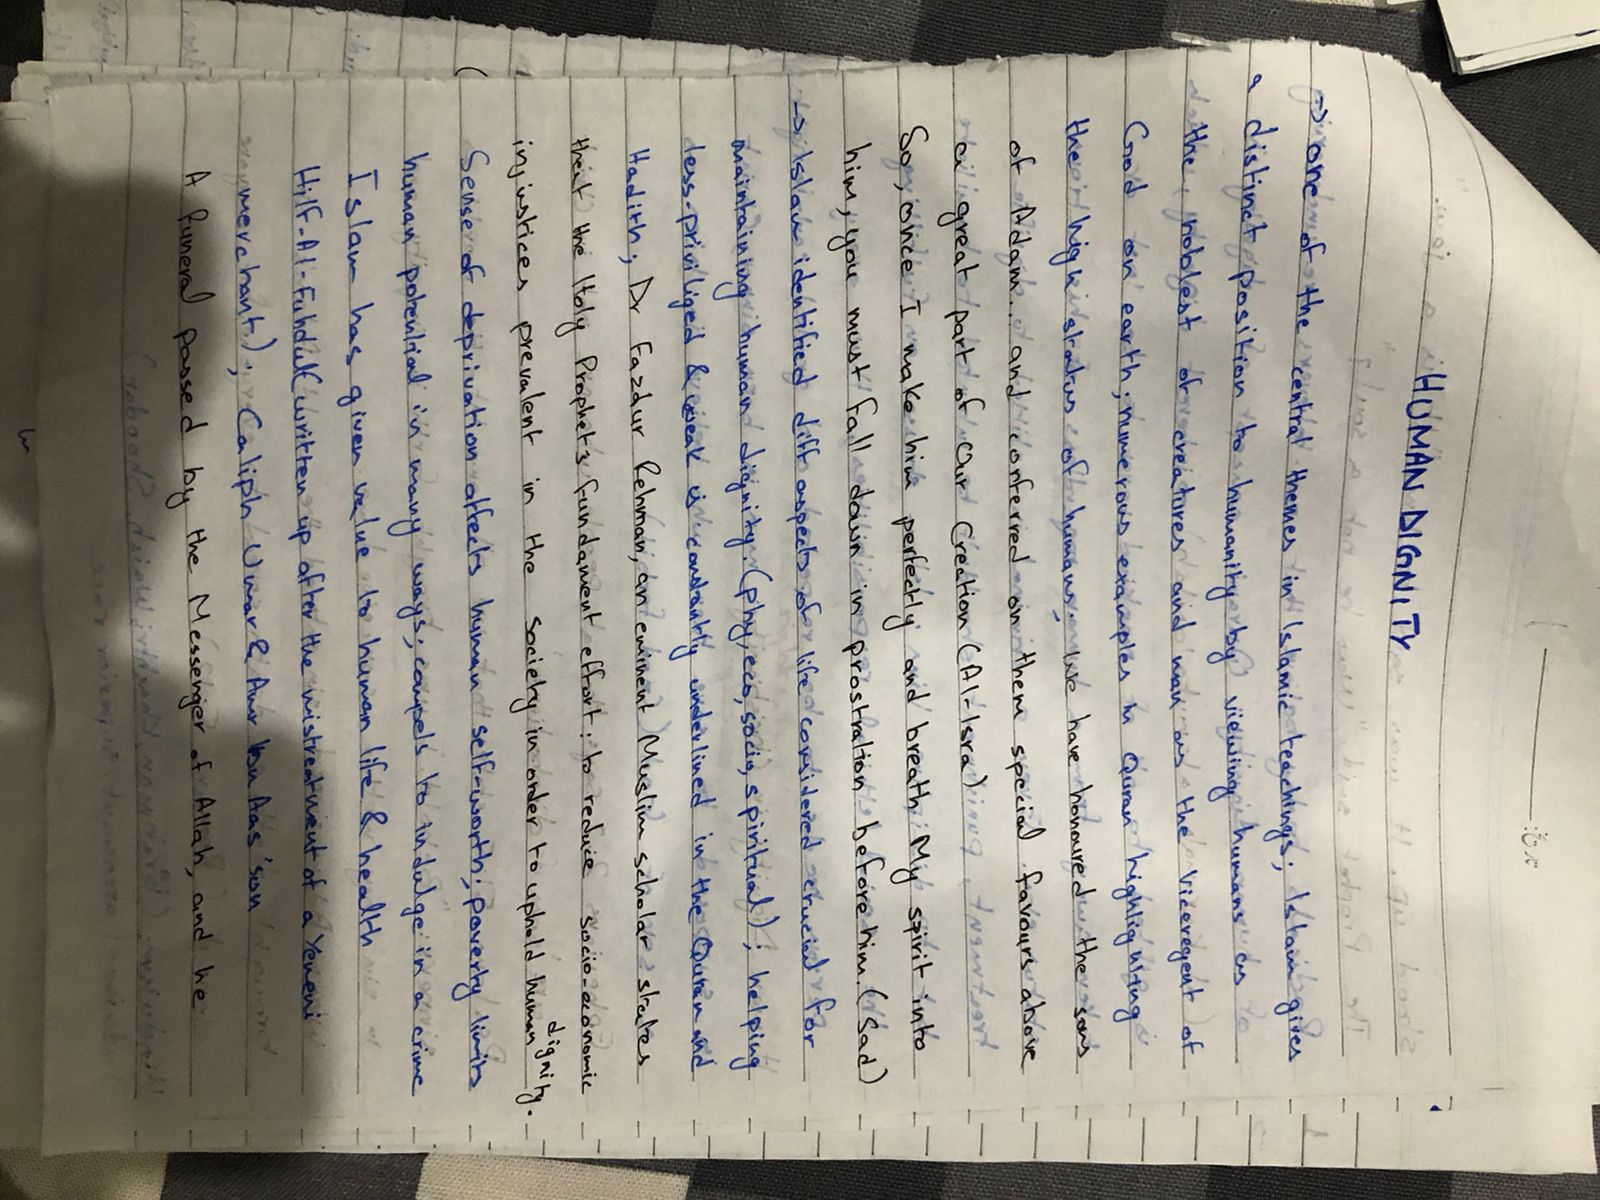 HUMAN DIGNITY
→ one of the central themes in Islamic teachings; Islam gives
a distinct position to humanity by viewing humans as
the noblest of creatures and man as the vicegerent of
God on earth; numerous examples in Quran highlighting
the high status of humans; we have honoured the sons
of Adam... and conferred on them special favours above
a great part of Our Creation (Al-Isra)
So, once I make him perfectly and breath My spirit into
him, you must fall down in prostration before him. (Sad)
→ Islam identified diff aspects of life considered crucial for
maintaining human dignity (phy, eco, socio, spiritual); helping
less-priviliged & weak is constantly underlined in the Quran and
Hadith; Dr Fazlur Rehman, an eminent Muslim scholar states
that the Holy Prophet's fundament effort: to reduce socio-economic
injustices prevalent in the society in order to uphold human dignity.
Sense of deprivation affects human self-worth; poverty limits
human potential in many ways; compels to indulge in a crime
Islam has given value to human life & health
Hilf-Al-Fuhdul (written up after the mistreatment of a Yemeni
merchant); Caliph Umar & Amr bn Aas' son
A funeral passed by the Messenger of Allah, and he